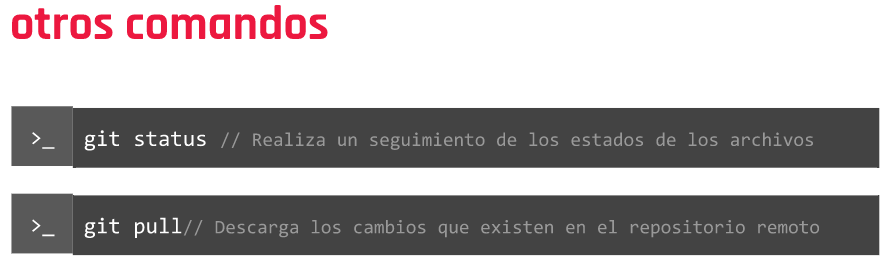 otros comandos
>_ git status // Realiza un seguimiento de los estados de los archivos
>_ git pull// Descarga los cambios que existen en el repositorio remoto